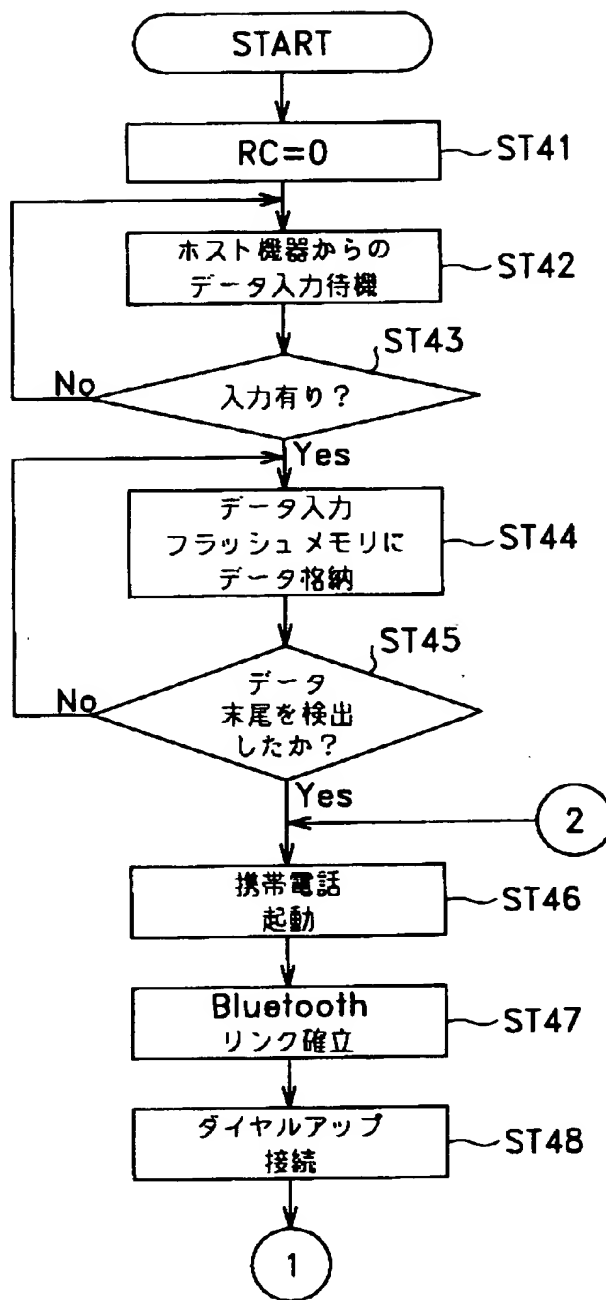 START
RC=0
ST41
ホスト機器からの
データ入力待機
ST42
ST43
No
入力有り?
Yes
データ入力
フラッシュメモリに
データ格納
ST44
ST45
No
データ
末尾を検出
したか?
Yes
2
携帯電話
起動
ST46
Bluetooth
リンク確立
ST47
ダイヤルアップ
接続
ST48
1